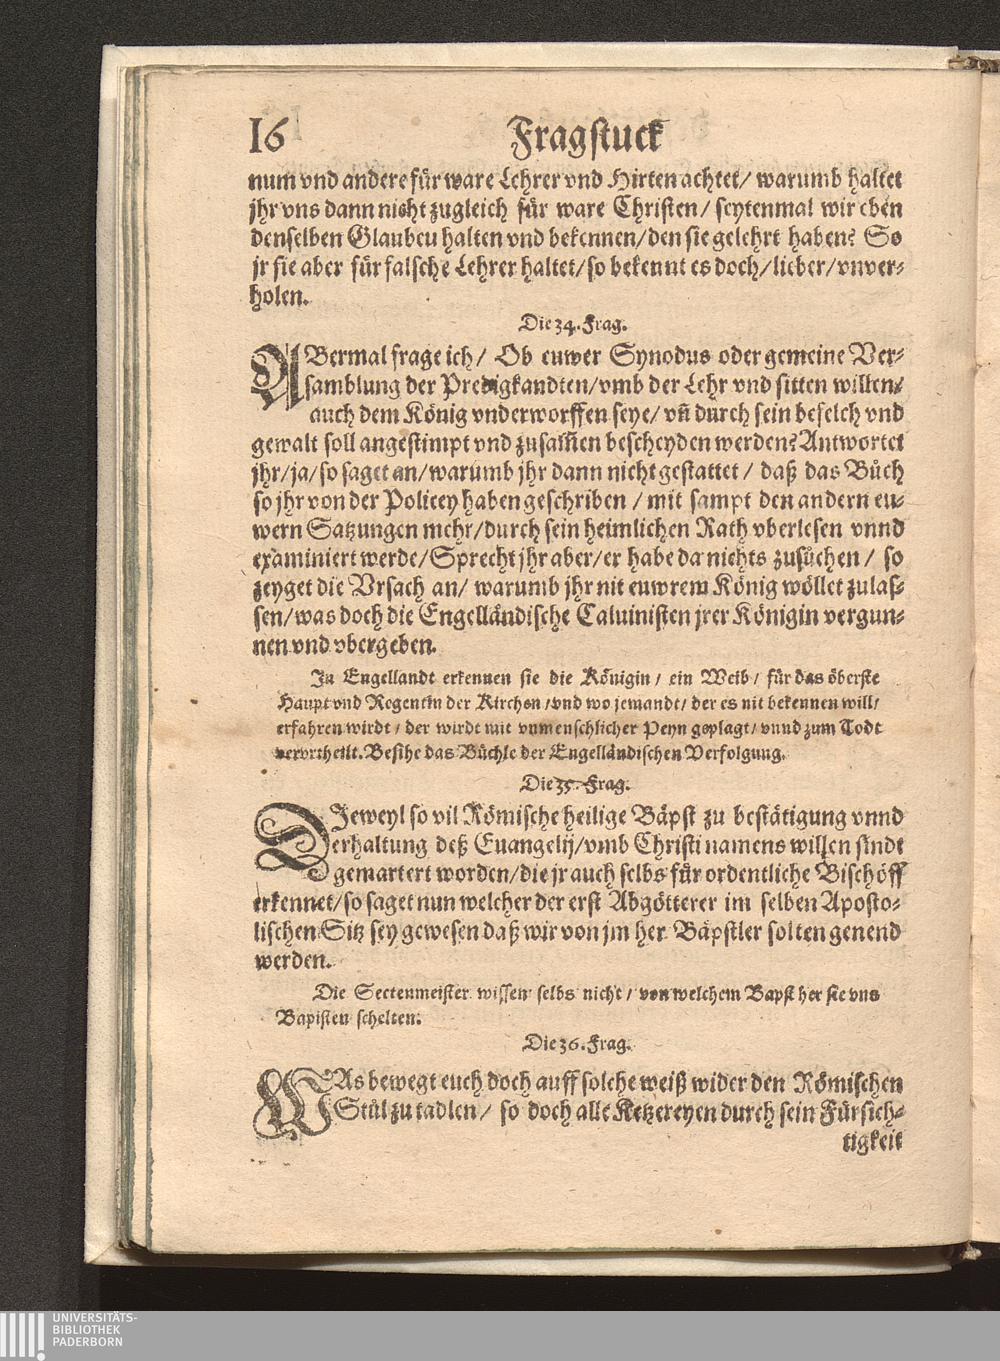 16 Fragstuck
num vnd andere für ware Lehrer vnd Hirten achtet/ warumb haltet
jhr vns dann nicht zugleich für ware Christen/ seytenmal wir eben
denselben Glauben halten vnd bekennen/den sie gelehrt haben? So
jr sie aber für falsche Lehrer haltet/so bekennt es doch/lieber/vnver-
holen.
Die 34. Frag.
ABermal frage ich/ Ob euwer Synodus oder gemeine Ver-
samblung der Predigkandten/vmb der Lehr vnd sitten willen/
auch dem König vnderworffen seye/ vñ durch sein befelch vnd
gewalt soll angestimpt vnd zusam̃en bescheyden werden? Antwortet
jhr/ja/so saget an/warumb jhr dann nicht gestattet/ daß das Bůch
so jhr von der Policey haben geschriben/ mit sampt den andern eu-
wern Satzungen mehr/durch sein heimlichen Rath vberlesen vnnd
examiniert werde/Sprecht jhr aber/er habe da nichts zusůchen/ so
zeyget die Vrsach an/ warumb jhr nit euwrem König wöllet zulas-
sen/was doch die Engelländische Caluinisten jrer Königin vergun-
nen vnd vbergeben.
In Engellandt erkennen sie die Königin/ ein Weib/ für das öberste
Haupt vnd Regentin der Kirchen/vnd wo jemandt/ der es nit bekennen will/
erfahren wirdt/ der wirdt mit vnmenschlicher Peyn geplagt/ vnnd zum Todt
verurtheilt. Besihe das Büchle der Engelländischen Verfolgung.
Die 35. Frag.
DJeweyl so vil Römische heilige Bäpst zu bestätigung vnnd
erhaltung deß Euangelij/vmb Christi namens willen sindt
gemartert worden/die jr auch selbs für ordentliche Bischöff
erkennet/so saget nun welcher der erst Abgötterer im selben Aposto-
lischen Sitz sey gewesen daß wir von jm her Bäpstler solten genend
werden.
Die Sectenmeister wissen selbs nicht/ von welchem Bapst her sie vns
Bapisten schelten.
Die 36. Frag.
WAs bewegt euch doch auff solche weiß wider den Römischen
Stůl zu tadlen/ so doch alle Ketzereyen durch sein Fürsich-
tigkeit
UNIVERSITÄTS-
BIBLIOTHEK
PADERBORN